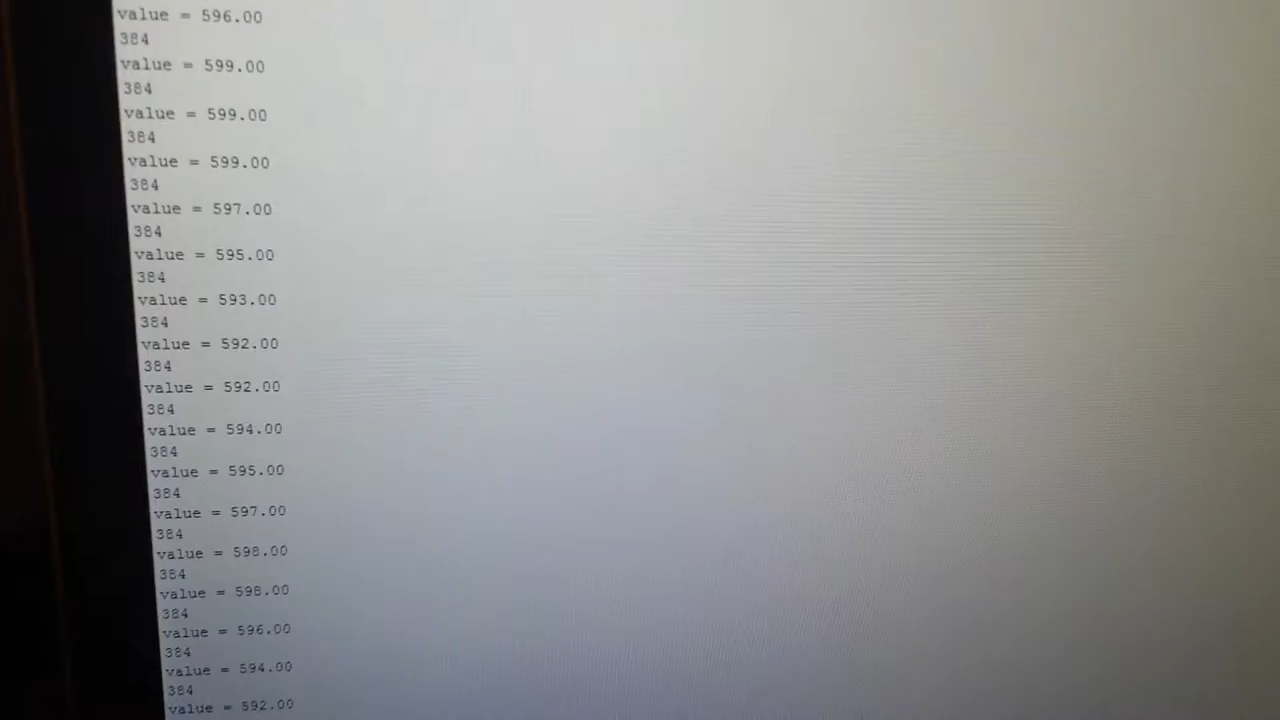 value = 596.00
384
value = 599.00
384
value = 599.00
384
value = 599.00
384
value = 597.00
384
value = 595.00
384
value = 593.00
384
value = 592.00
384
value = 592.00
384
value = 594.00
384
value = 595.00
384
value = 597.00
384
value = 598.00
384
value = 598.00
384
value = 596.00
384
value = 594.00
384
value = 592.00